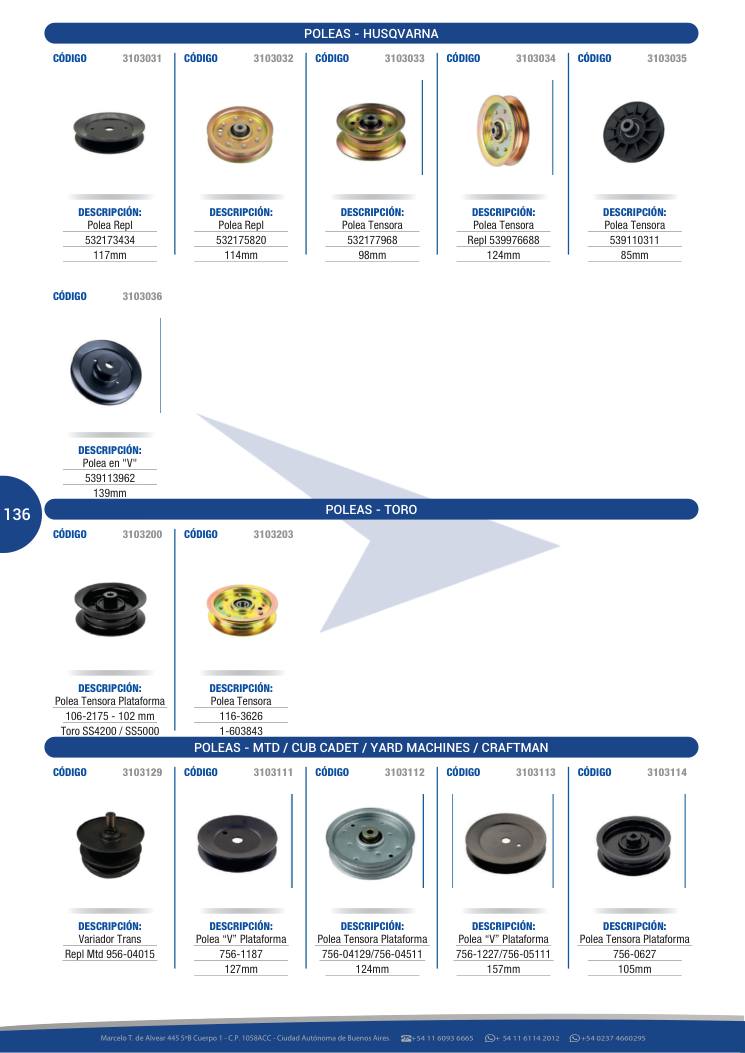 POLEAS - HUSQVARNA
CÓDIGO 3103031
DESCRIPCIÓN:
Polea Repl
532173434
117mm
CÓDIGO 3103032
DESCRIPCIÓN:
Polea Repl
532175820
114mm
CÓDIGO 3103033
DESCRIPCIÓN:
Polea Tensora
532177968
98mm
CÓDIGO 3103034
DESCRIPCIÓN:
Polea Tensora
Repl 539976688
124mm
CÓDIGO 3103035
DESCRIPCIÓN:
Polea Tensora
539110311
85mm
CÓDIGO 3103036
DESCRIPCIÓN:
Polea en "V"
539113962
139mm
136
POLEAS - TORO
CÓDIGO 3103200
DESCRIPCIÓN:
Polea Tensora Plataforma
106-2175 - 102 mm
Toro SS4200 / SS5000
CÓDIGO 3103203
DESCRIPCIÓN:
Polea Tensora
116-3626
1-603843
POLEAS - MTD / CUB CADET / YARD MACHINES / CRAFTMAN
CÓDIGO 3103129
DESCRIPCIÓN:
Variador Trans
Repl Mtd 956-04015
CÓDIGO 3103111
DESCRIPCIÓN:
Polea “V” Plataforma
756-1187
127mm
CÓDIGO 3103112
DESCRIPCIÓN:
Polea Tensora Plataforma
756-04129/756-04511
124mm
CÓDIGO 3103113
DESCRIPCIÓN:
Polea “V” Plataforma
756-1227/756-05111
157mm
CÓDIGO 3103114
DESCRIPCIÓN:
Polea Tensora Plataforma
756-0627
105mm
Marcelo T. de Alvear 445 5ºB Cuerpo 1 - C.P. 1058ACC - Ciudad Autónoma de Buenos Aires. +54 11 6093 6665 + 54 11 6114 2012 +54 0237 4660295